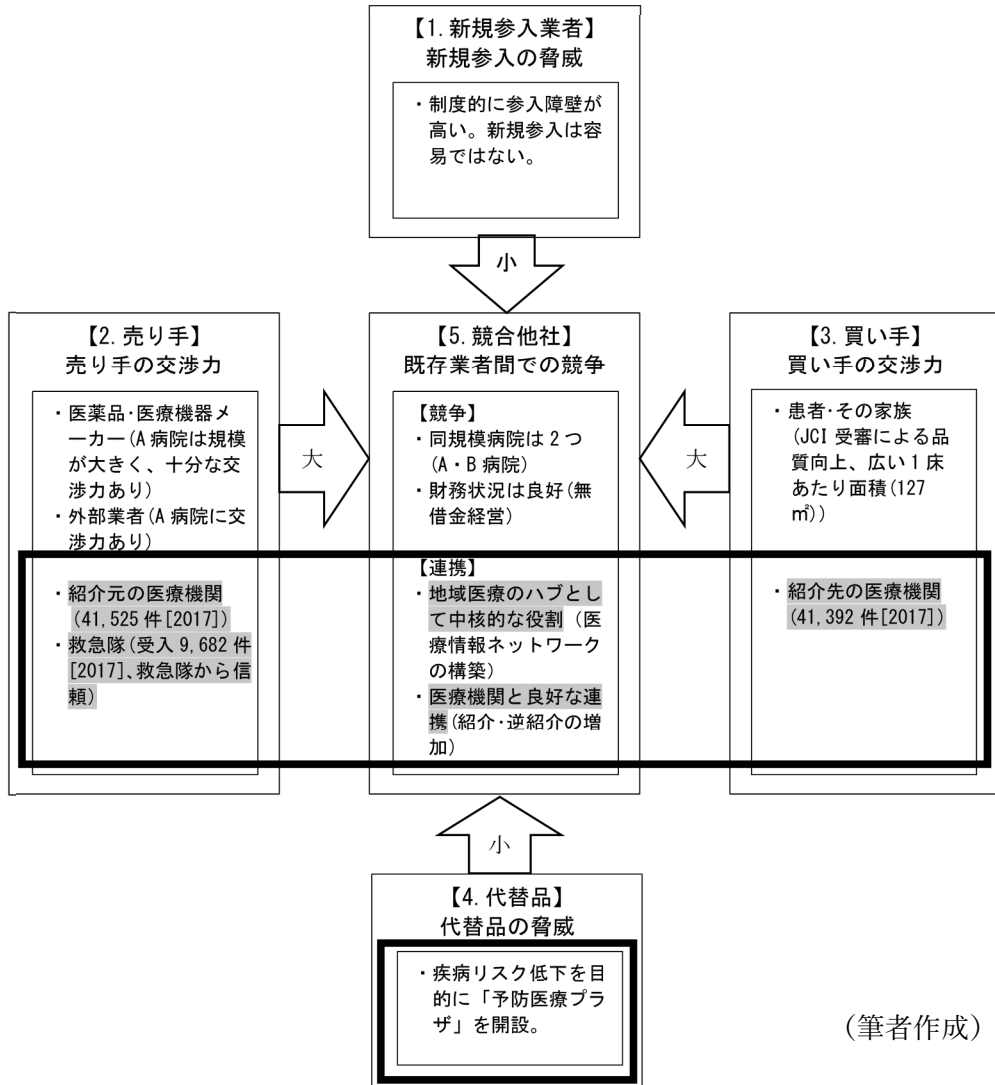 【1.新規参入業者】
新規参入の脅威
・制度的に参入障壁が
高い。新規参入は容
易ではない。
小
【2.売り手】
売り手の交渉力
・医薬品・医療機器メ
ーカー(A 病院は規模
が大きく、十分な交
渉力あり)
・外部業者(A 病院に交
渉力あり)
・紹介元の医療機関
(41,525 件[2017])
・救急隊(受入 9,682 件
[2017]、救急隊から信
頼)
大
【5.競合他社】
既存業者間での競争
【競争】
・同規模病院は 2 つ
(A・B 病院)
・財務状況は良好(無
借金経営)
【連携】
・地域医療のハブとし
て中核的な役割（医
療情報ネットワーク
の構築）
・医療機関と良好な連
携(紹介・逆紹介の増
加)
大
【3.買い手】
買い手の交渉力
・患者・その家族
(JCI 受審による品
質向上、広い 1 床
あたり面積(127
㎡))
・紹介先の医療機関
(41,392 件[2017])
小
【4.代替品】
代替品の脅威
・疾病リスク低下を目
的に「予防医療プラ
ザ」を開設。
（筆者作成）